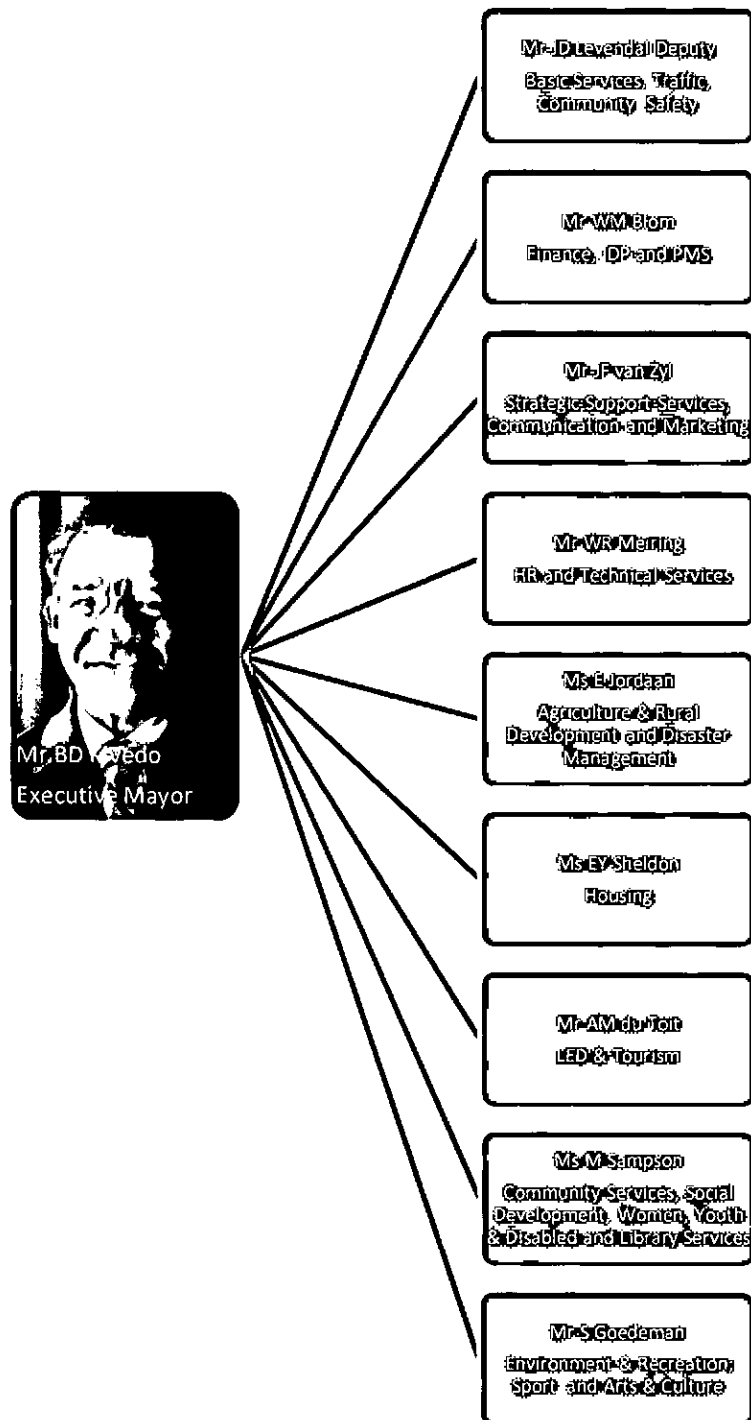 Mr JD Levendal Deputy
Basic Services, Traffic,
Community Safety
Mr WM Blom
Finance, IDP and PMS
Mr JF van Zyl
Strategic Support Services,
Communication and Marketing
Mr WR Meiring
HR and Technical Services
Mr BD
Executive Mayor
Ms E Jordaan
Agriculture & Rural
Development and Disaster
Management
Ms EY Sheldon
Housing
Mr AM du Toit
LED & Tourism
Ms M Sampson
Community Services, Social
Development, Women, Youth
& Disabled and Library Services
Mr S Goedeman
Environment & Recreation,
Sport and Arts & Culture